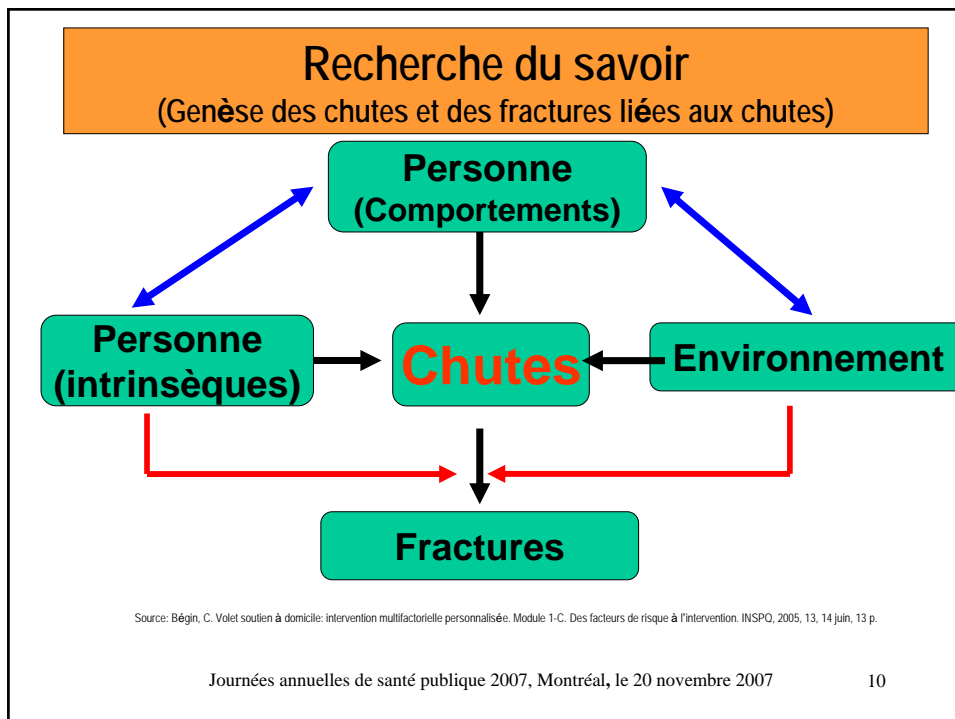 Recherche du savoir
(Genèse des chutes et des fractures liées aux chutes)
Personne
(Comportements)
Personne
(intrinsèques)
Chutes
Environnement
Fractures
Source: Bégin, C. Volet soutien à domicile: intervention multifactorielle personnalisée. Module 1-C. Des facteurs de risque à l'intervention. INSPQ, 2005, 13, 14 juin, 13 p.
Journées annuelles de santé publique 2007, Montréal, le 20 novembre 2007 10